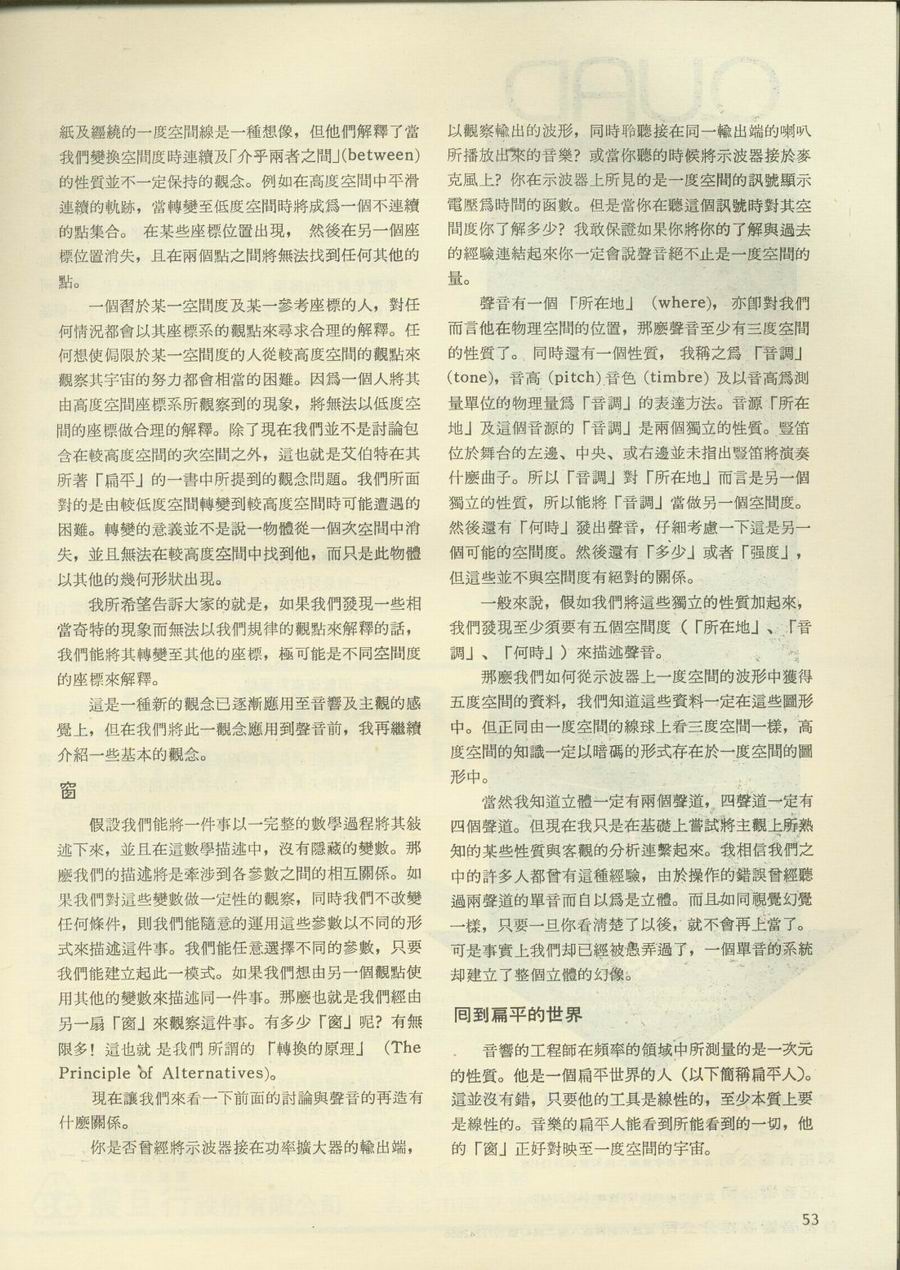 紙及纒繞的一度空間線是一種想像，但他們解釋了當
我們變換空間度時連續及「介乎兩者之間」(between)
的性質並不一定保持的觀念。例如在高度空間中平滑
連續的軌跡，當轉變至低度空間時將成爲一個不連續
的點集合。 在某些座標位置出現， 然後在另一個座
標位置消失，且在兩個點之間將無法找到任何其他的
點。
一個習於某一空間度及某一參考座標的人，對任
何情況都會以其座標系的觀點來尋求合理的解釋。任
何想使侷限於某一空間度的人從較高度空間的觀點來
觀察其宇宙的努力都會相當的困難。因爲一個人將其
由高度空間座標系所觀察到的現象，將無法以低度空
間的座標做合理的解釋。除了現在我們並不是討論包
含在較高度空間的次空間之外，這也就是艾伯特在其
所著「扁平」的一書中所提到的觀念問題。我們所面
對的是由較低度空間轉變到較高度空間時可能遭遇的
困難。轉變的意義並不是說一物體從一個次空間中消
失，並且無法在較高度空間中找到他，而只是此物體
以其他的幾何形狀出現。
我所希望告訴大家的就是，如果我們發現一些相
當奇特的現象而無法以我們規律的觀點來解釋的話，
我們能將其轉變至其他的座標，極可能是不同空間度
的座標來解釋。
這是一種新的觀念已逐漸應用至音響及主觀的感
覺上，但在我們將此一觀念應用到聲音前，我再繼續
介紹一些基本的觀念。
窗
假設我們能將一件事以一完整的數學過程將其敍
述下來，並且在這數學描述中，沒有隱藏的變數。那
麽我們的描述將是牽涉到各參數之間的相互關係。如
果我們對這些變數做一定性的觀察，同時我們不改變
任何條件，則我們能隨意的運用這些參數以不同的形
式來描述這件事。我們能任意選擇不同的參數，只要
我們能建立起此一模式。如果我們想由另一個觀點使
用其他的變數來描述同一件事。那麽也就是我們經由
另一扇「窗」來觀察這件事。有多少「窗」呢？有無
限多！這也就 是我們 所謂的 「轉換的原理」 (The
Principle of Alternatives)。
現在讓我們來看一下前面的討論與聲音的再造有
什麽關係。
你是否曾經將示波器接在功率擴大器的輸出端，
以觀察輸出的波形，同時聆聽接在同一輸出端的喇叭
所播放出來的音樂？或當你聽的時候將示波器接於麥
克風上？你在示波器上所見的是一度空間的訊號顯示
電壓爲時間的函數。但是當你在聽這個訊號時對其空
間度你了解多少？我敢保證如果你將你的了解與過去
的經驗連結起來你一定會說聲音絕不止是一度空間的
量。
聲音有一個「所在地」 (where)，亦卽對我們
而言他在物理空間的位置，那麽聲音至少有三度空間
的性質了。同時還有一個性質， 我稱之爲 「音調」
(tone)，音高 (pitch) 音色 (timbre) 及以音高爲測
量單位的物理量爲「音調」的表達方法。音源「所在
地」及這個音源的「音調」是兩個獨立的性質。豎笛
位於舞台的左邊、中央、或右邊並未指出豎笛將演奏
什麽曲子。所以「音調」對「所在地」而言是另一個
獨立的性質，所以能將「音調」當做另一個空間度。
然後還有「何時」發出聲音，仔細考慮一下這是另一
個可能的空間度。然後還有「多少」或者「强度」，
但這些並不與空間度有絕對的關係。
一般來說，假如我們將這些獨立的性質加起來，
我們發現至少須要有五個空間度（「所在地」、「音
調」、「何時」）來描述聲音。
那麽我們如何從示波器上一度空間的波形中獲得
五度空間的資料，我們知道這些資料一定在這些圖形
中。但正同由一度空間的線球上看三度空間一樣，高
度空間的知識一定以暗碼的形式存在於一度空間的圖
形中。
當然我知道立體一定有兩個聲道，四聲道一定有
四個聲道。但現在我只是在基礎上嘗試將主觀上所熟
知的某些性質與客觀的分析連繫起來。我相信我們之
中的許多人都曾有這種經驗，由於操作的錯誤曾經聽
過兩聲道的單音而自以爲是立體。而且如同視覺幻覺
一樣，只要一旦你看清楚了以後，就不會再上當了。
可是事實上我們却已經被愚弄過了，一個單音的系統
却建立了整個立體的幻像。
囘到扁平的世界
音響的工程師在頻率的領域中所測量的是一次元
的性質。他是一個扁平世界的人（以下簡稱扁平人）。
這並沒有錯，只要他的工具是線性的，至少本質上要
是線性的。音樂的扁平人能看到所能看到的一切，他
的「窗」正好對映至一度空間的宇宙。
53